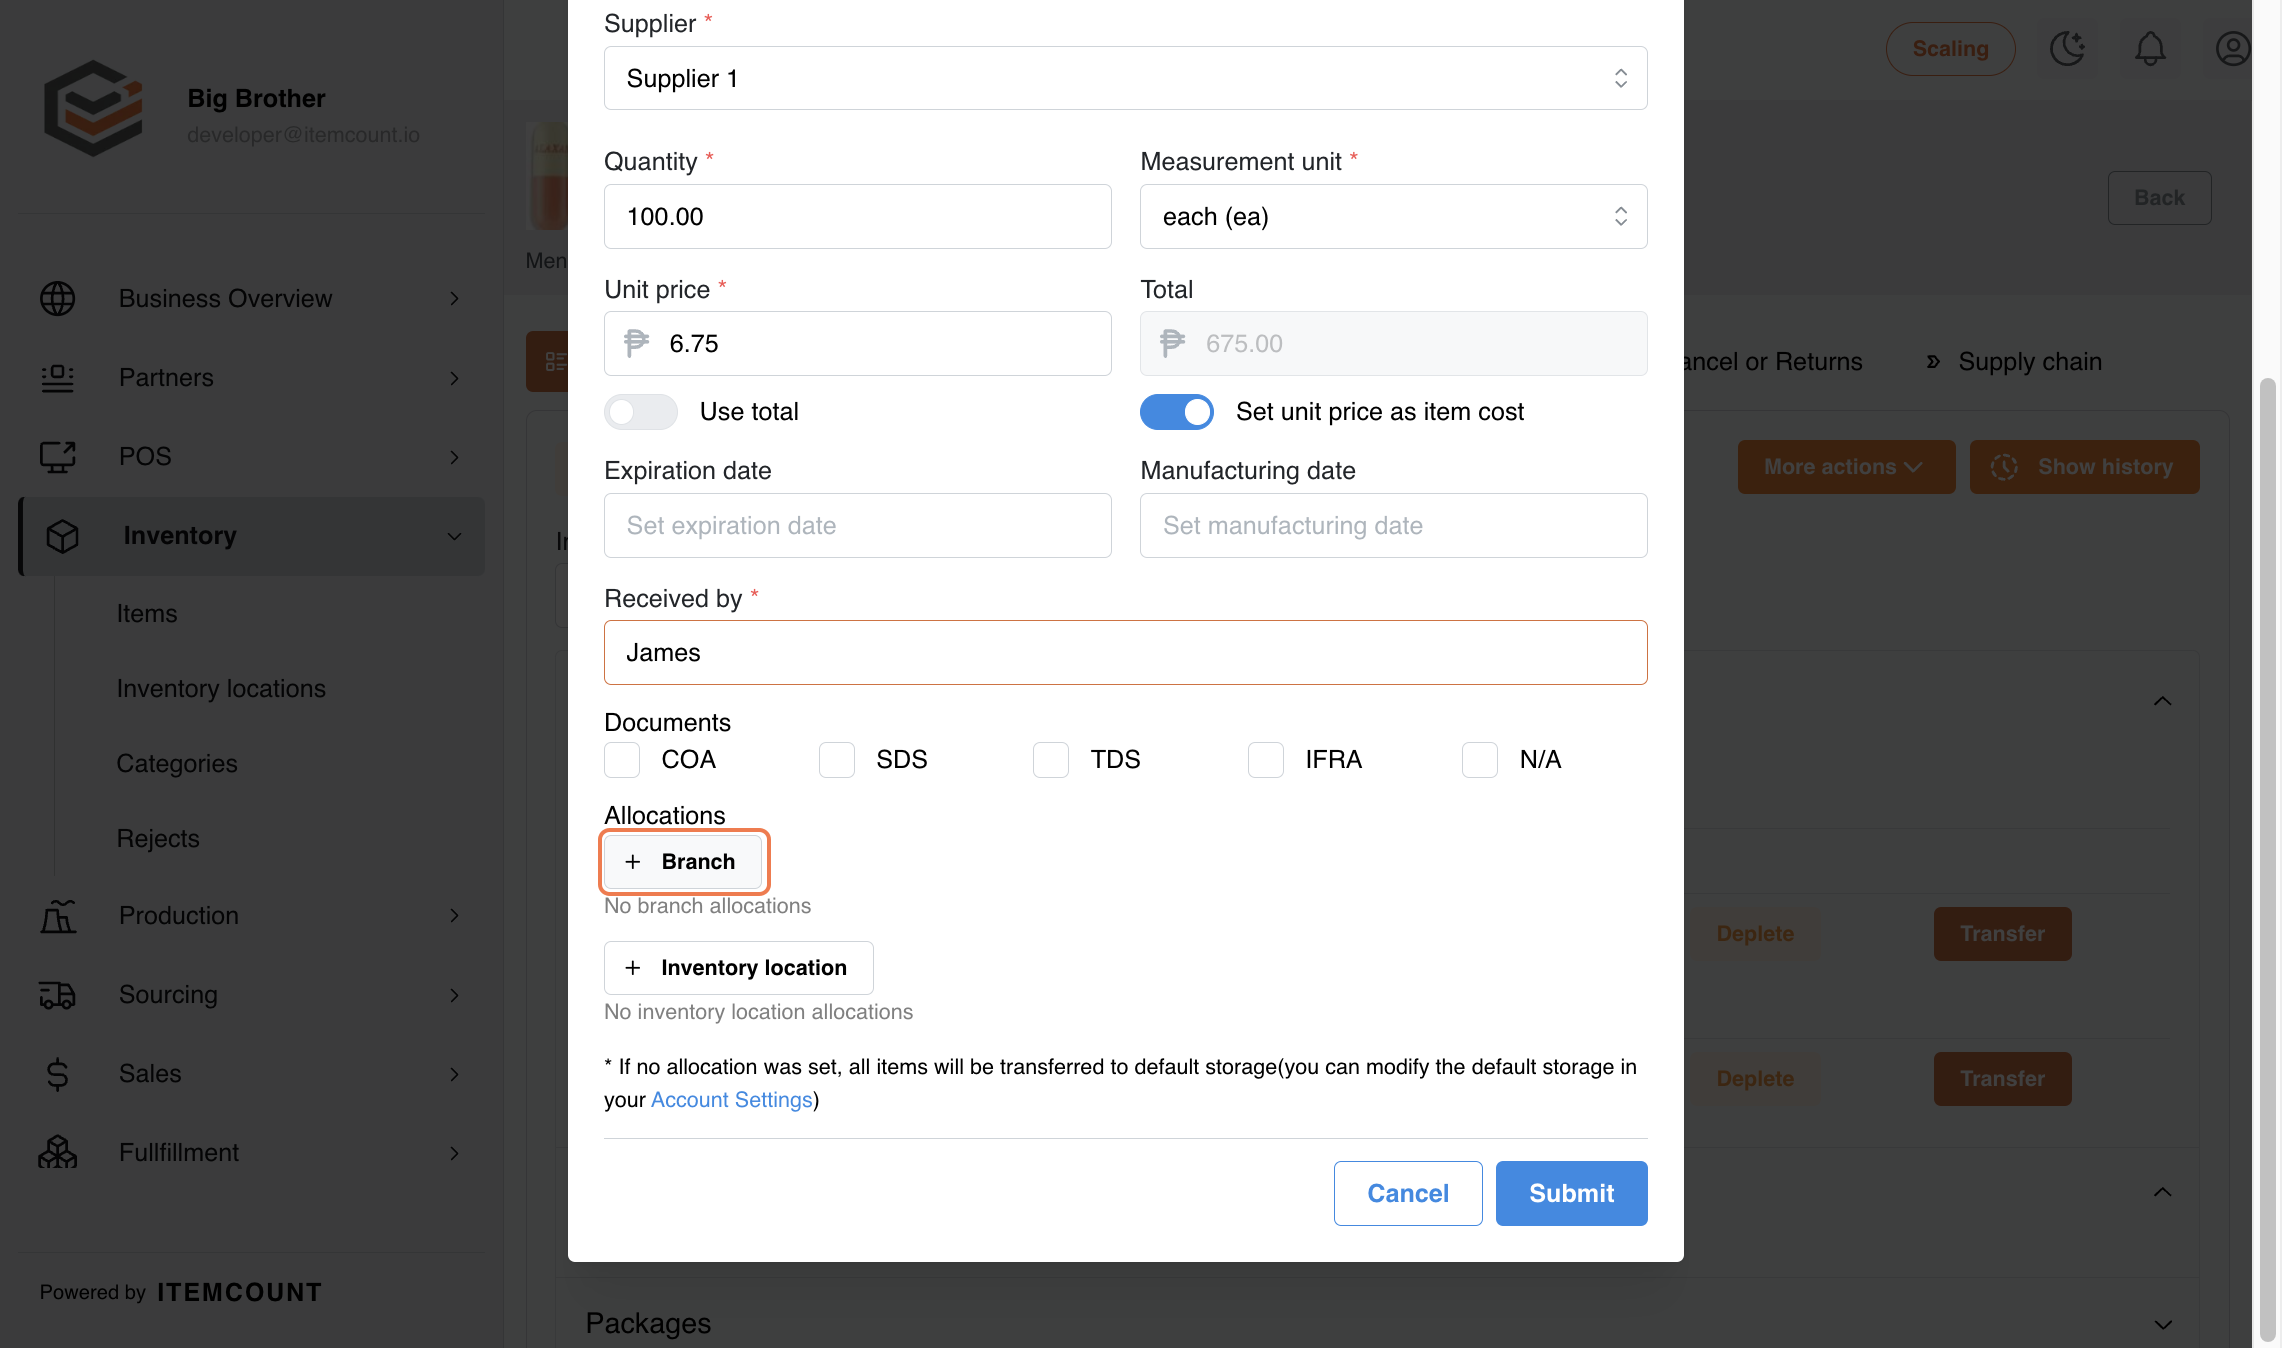 Big Brother
developer@itemcount.io
Business Overview
Partners
POS
Inventory
Items
Inventory locations
Categories
Rejects
Production
Sourcing
Sales
Fullfillment
Powered by ITEMCOUNT
Scaling
Back
Men
ancel or Returns
Supply chain
More actions
Show history
Deplete
Transfer
Deplete
Transfer
Packages
Supplier *
Supplier 1
Quantity *
Measurement unit *
100.00
each (ea)
Unit price *
Total
₱ 6.75
₱ 675.00
Use total
Set unit price as item cost
Expiration date
Manufacturing date
Set expiration date
Set manufacturing date
Received by *
James
Documents
COA
SDS
TDS
IFRA
N/A
Allocations
+ Branch
No branch allocations
+ Inventory location
No inventory location allocations
* If no allocation was set, all items will be transferred to default storage(you can modify the default storage in
your Account Settings)
Cancel
Submit